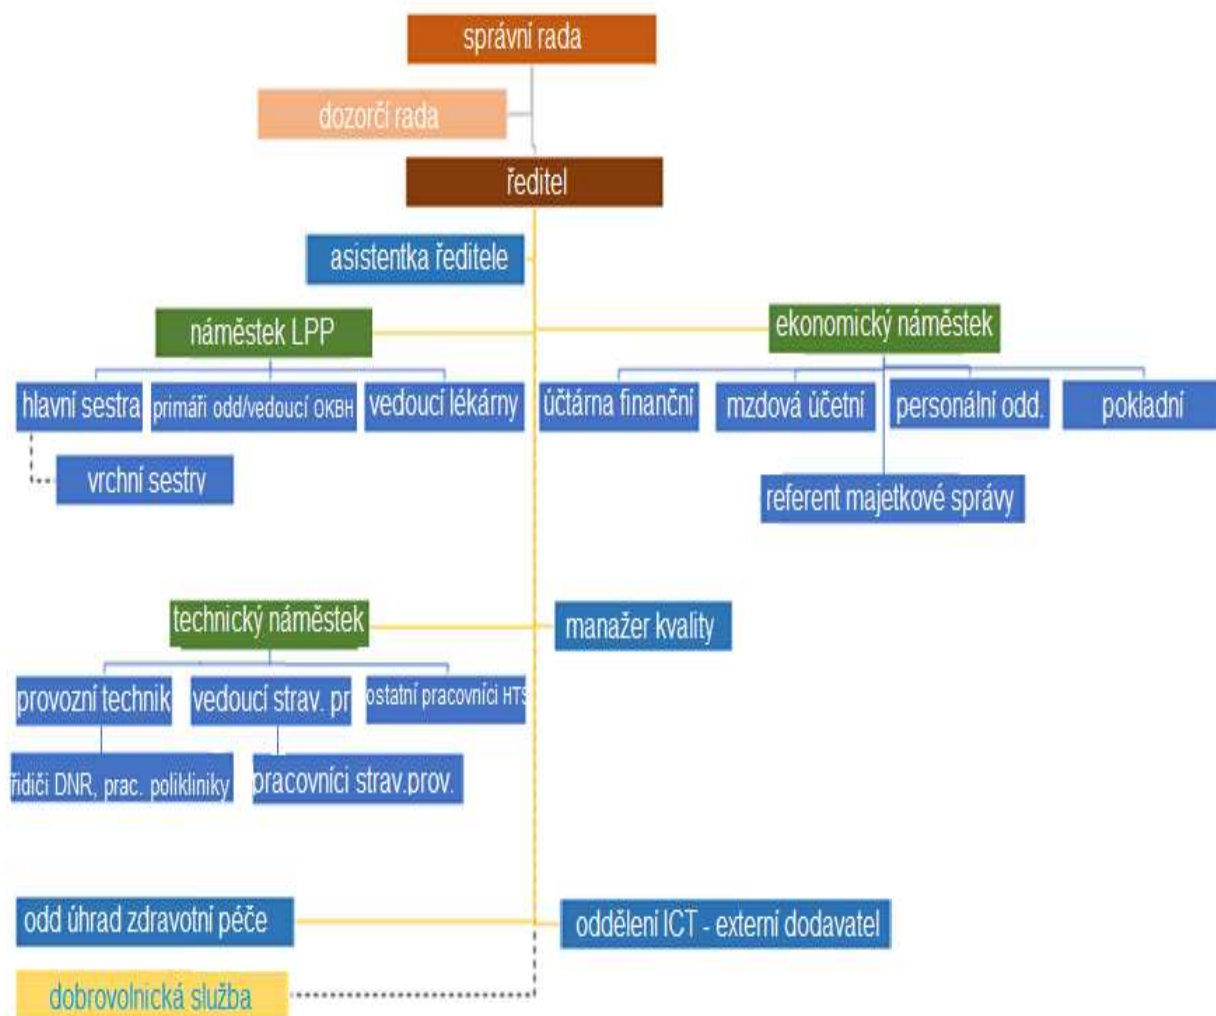 správní rada
dozorčí rada
ředitel
asistentka ředitele
náměstek LPP
ekonomický náměstek
hlavní sestra
primáři odd/vedoucí OKBH
vedoucí lékárny
účtárna finanční
mzdová účetní
personální odd.
pokladní
vrchní sestry
referent majetkové správy
technický náměstek
manažer kvality
provozní technik
vedoucí strav. pr
ostatní pracovníci HTS
řidiči DNR, prac. polikliniky
pracovníci strav.prov.
odd úhrad zdravotní péče
oddělení ICT - externí dodavatel
dobrovolnická služba